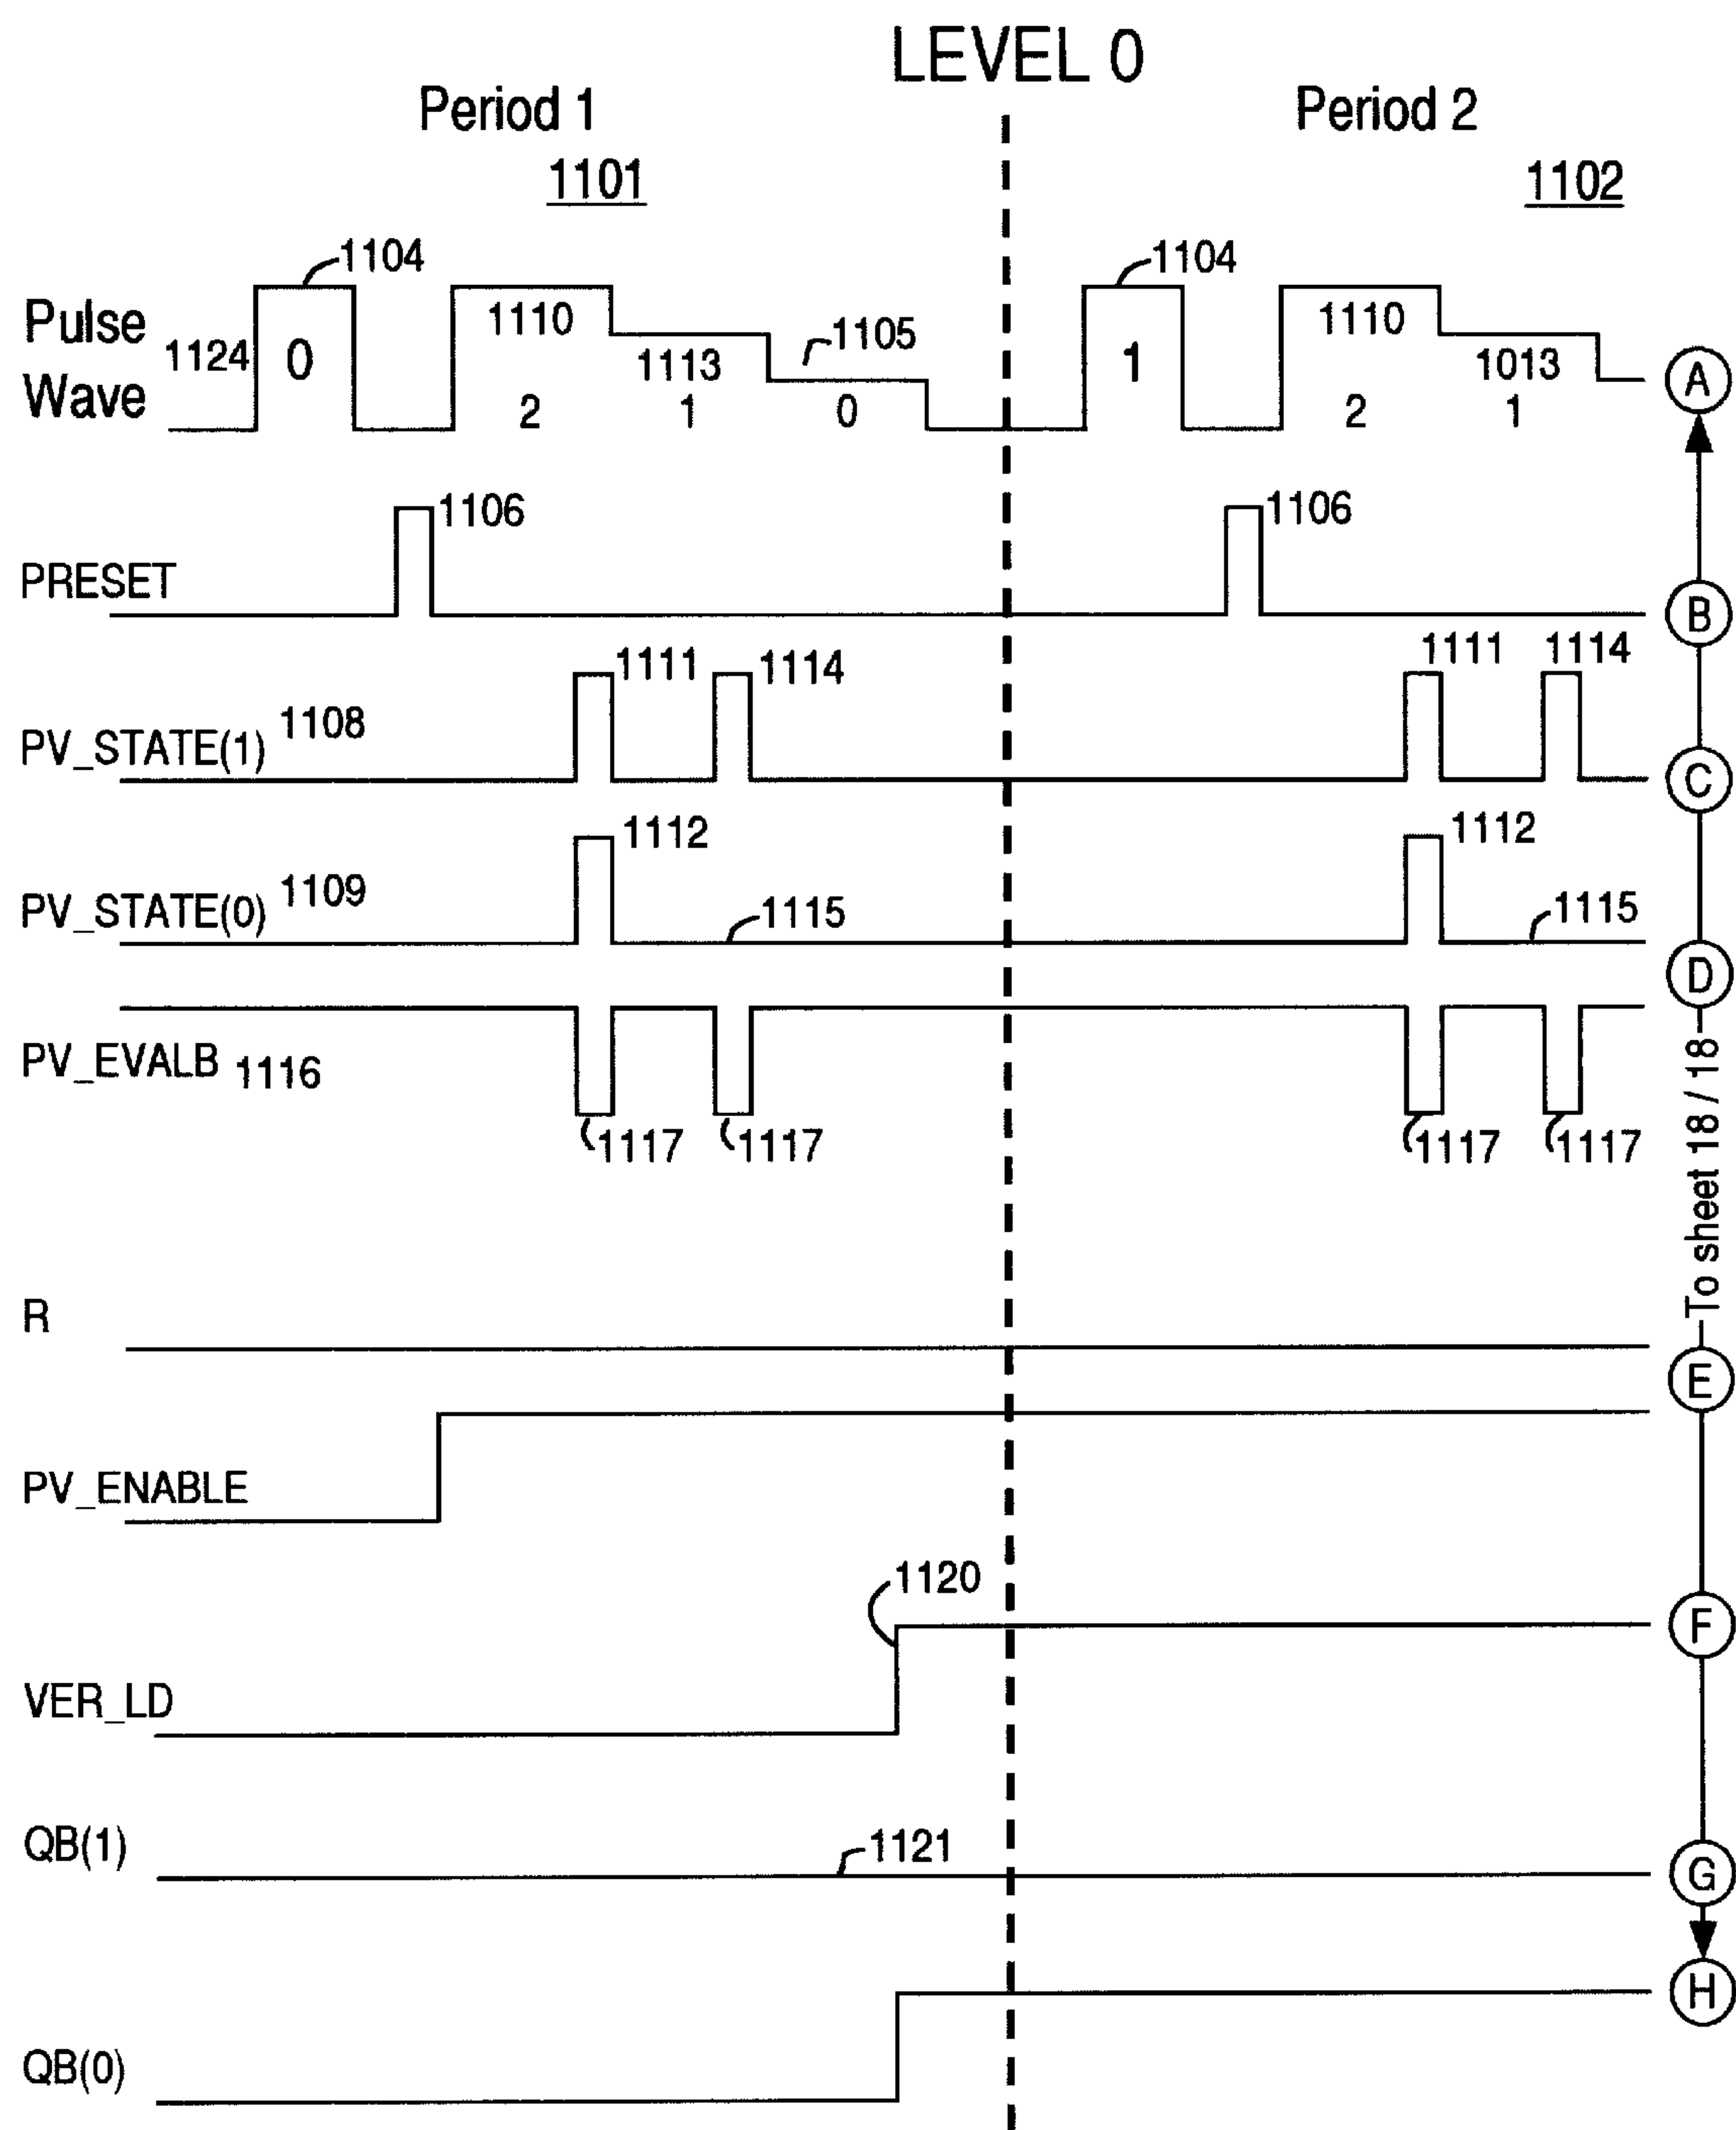 LEVEL 0
Period 1
Period 2
1101
1102
Pulse
Wave
1124
1104
0
1110
2
1113
1
1105
0
1104
1
1110
2
1013
1
A
PRESET
1106
1106
B
PV_STATE(1) 1108
1111
1114
1111
1114
C
PV_STATE(0) 1109
1112
1115
1112
1115
D
PV_EVALB 1116
1117
1117
1117
1117
To sheet 18 / 18
R
E
PV_ENABLE
1120
F
VER_LD
QB(1)
1121
G
H
QB(0)